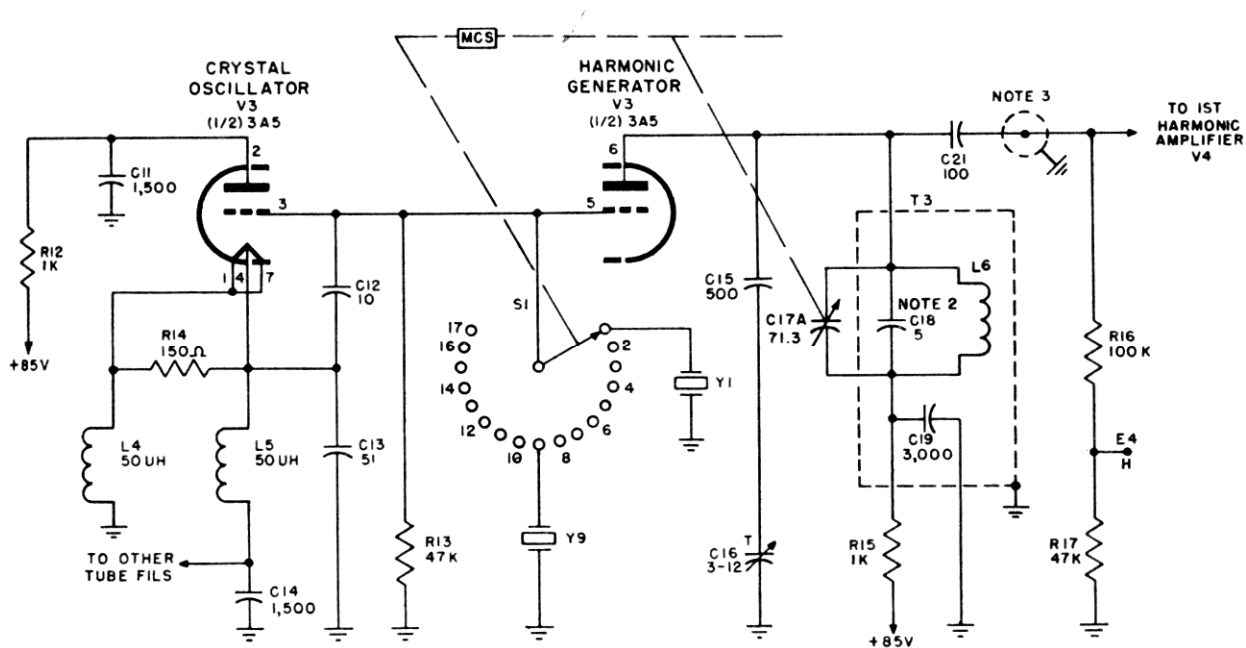 MCS
CRYSTAL
OSCILLATOR
V3
(1/2) 3A5
HARMONIC
GENERATOR
V3
(1/2) 3A5
NOTE 3
TO 1ST
HARMONIC
AMPLIFIER
V4
2
6
C11
1,500
C21
100
3
5
T3
R12
1K
1 4 7
C12
10
S1
C15
500
L6
C17A
71.3
NOTE 2
C18
5
R14
150Ω
+85V
17
16
14
12
10
8
6
4
2
Y1
R16
100K
L4
50UH
L5
50UH
C13
51
C19
3,000
E4
H
R13
47K
Y9
T
C16
3-12
R15
1K
R17
47K
TO OTHER
TUBE FILS
C14
1,500
+85V